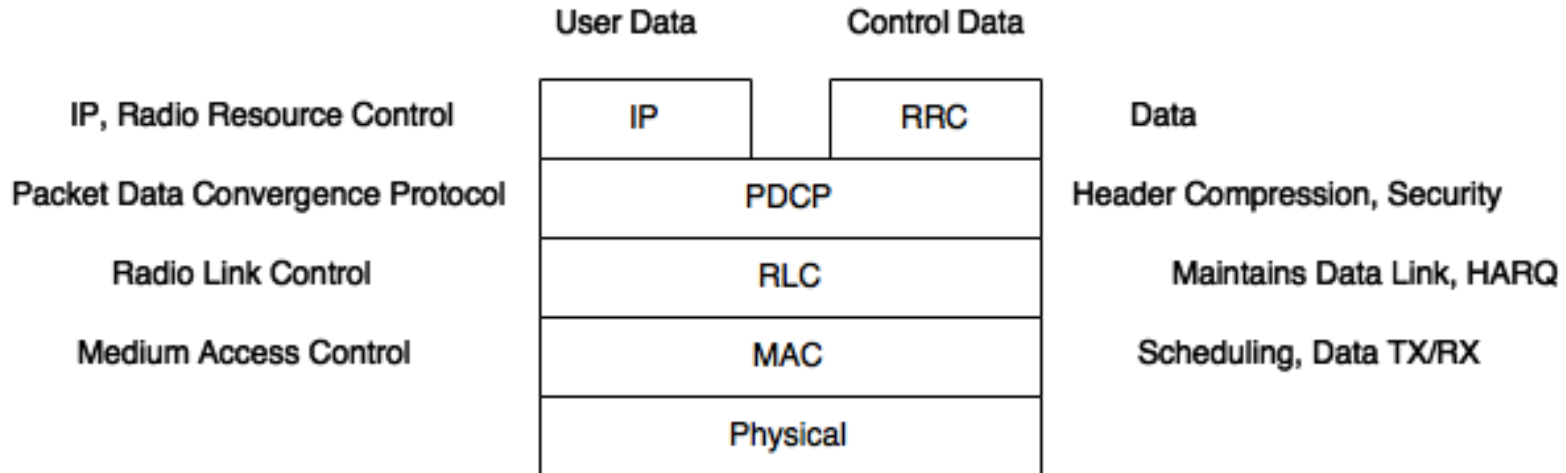 User Data Control Data
IP, Radio Resource Control IP RRC Data
Packet Data Convergence Protocol PDCP Header Compression, Security
Radio Link Control RLC Maintains Data Link, HARQ
Medium Access Control MAC Scheduling, Data TX/RX
Physical